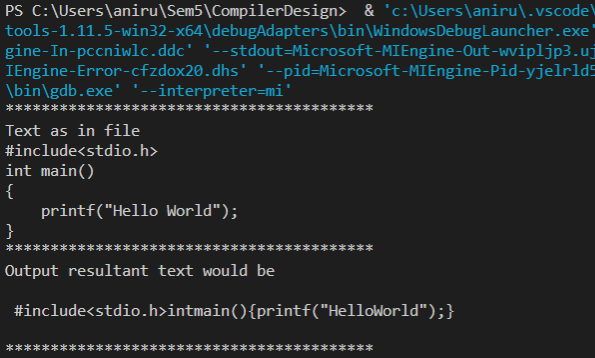 PS C:\Users\aniru\Sem5\CompilerDesign>  & 'c:\Users\aniru\.vscode\
tools-1.11.5-win32-x64\debugAdapters\bin\WindowsDebugLauncher.exe'
gine-In-pccniwlc.ddc' '--stdout=Microsoft-MIEngine-Out-wvipljp3.uj
IEngine-Error-cfzdox20.dhs' '--pid=Microsoft-MIEngine-Pid-yjelrld5
\bin\gdb.exe' '--interpreter=mi'
*****************************************
Text as in file
#include<stdio.h>
int main()
{
    printf("Hello World");
}
*****************************************
Output resultant text would be
 #include<stdio.h>intmain(){printf("HelloWorld");}
*****************************************